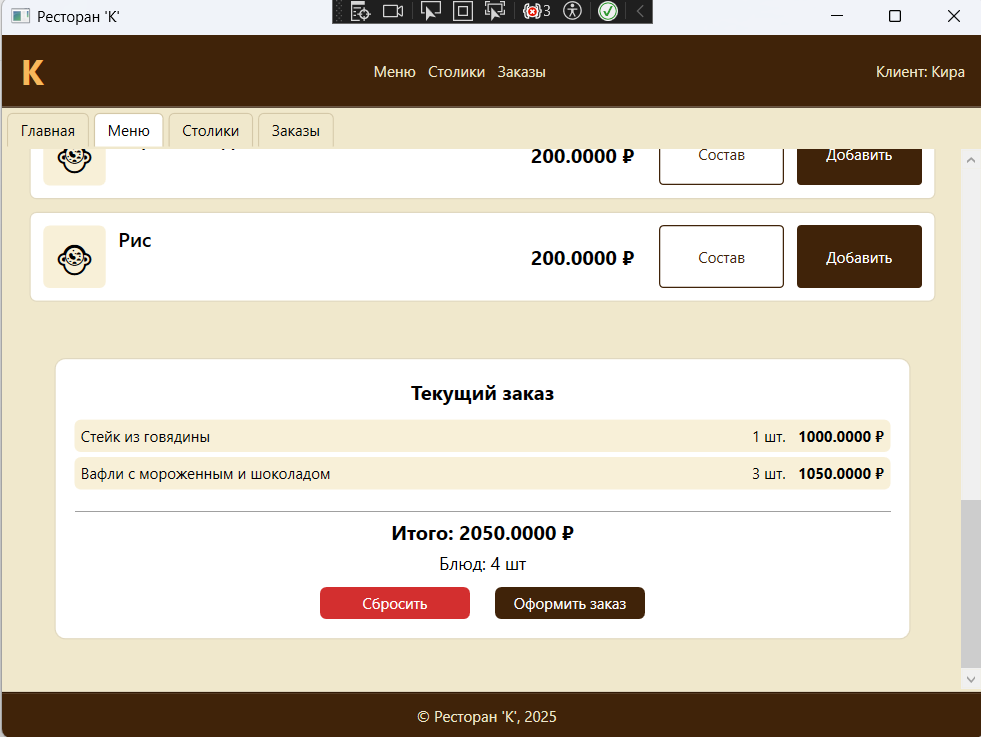 Ресторан 'К'
3
К
Меню Столики Заказы
Клиент: Кира
Главная Меню Столики Заказы
200.0000 ₽ Состав Добавить
Рис
200.0000 ₽ Состав Добавить
Текущий заказ
Стейк из говядины 1 шт. 1000.0000 ₽
Вафли с мороженным и шоколадом 3 шт. 1050.0000 ₽
Итого: 2050.0000 ₽
Блюд: 4 шт
Сбросить Оформить заказ
© Ресторан 'К', 2025